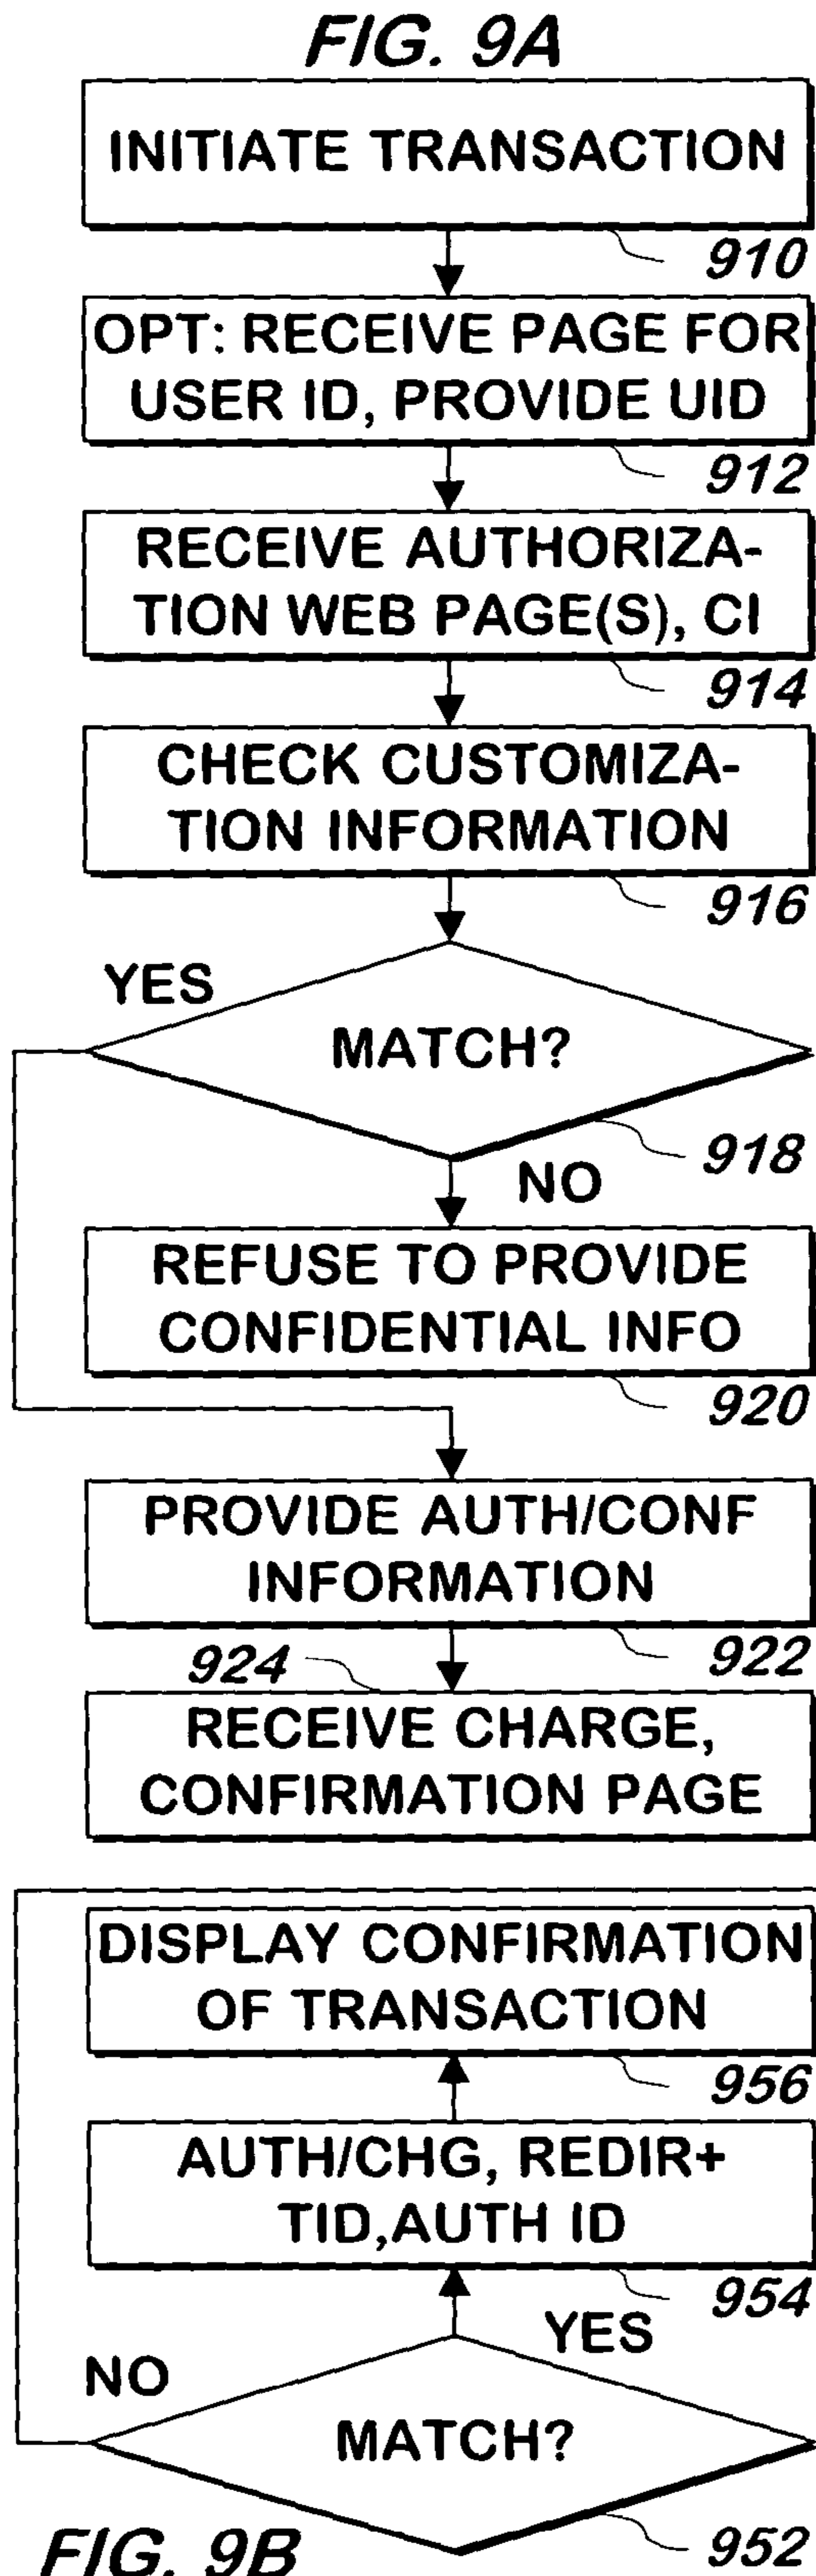 FIG. 9A
INITIATE TRANSACTION
910
OPT: RECEIVE PAGE FOR
USER ID, PROVIDE UID
912
RECEIVE AUTHORIZA-
TION WEB PAGE(S), CI
914
CHECK CUSTOMIZA-
TION INFORMATION
916
YES
MATCH?
918
NO
REFUSE TO PROVIDE
CONFIDENTIAL INFO
920
PROVIDE AUTH/CONF
INFORMATION
922
924
RECEIVE CHARGE,
CONFIRMATION PAGE
DISPLAY CONFIRMATION
OF TRANSACTION
956
AUTH/CHG, REDIR+
TID,AUTH ID
954
YES
NO
MATCH?
952
FIG. 9B